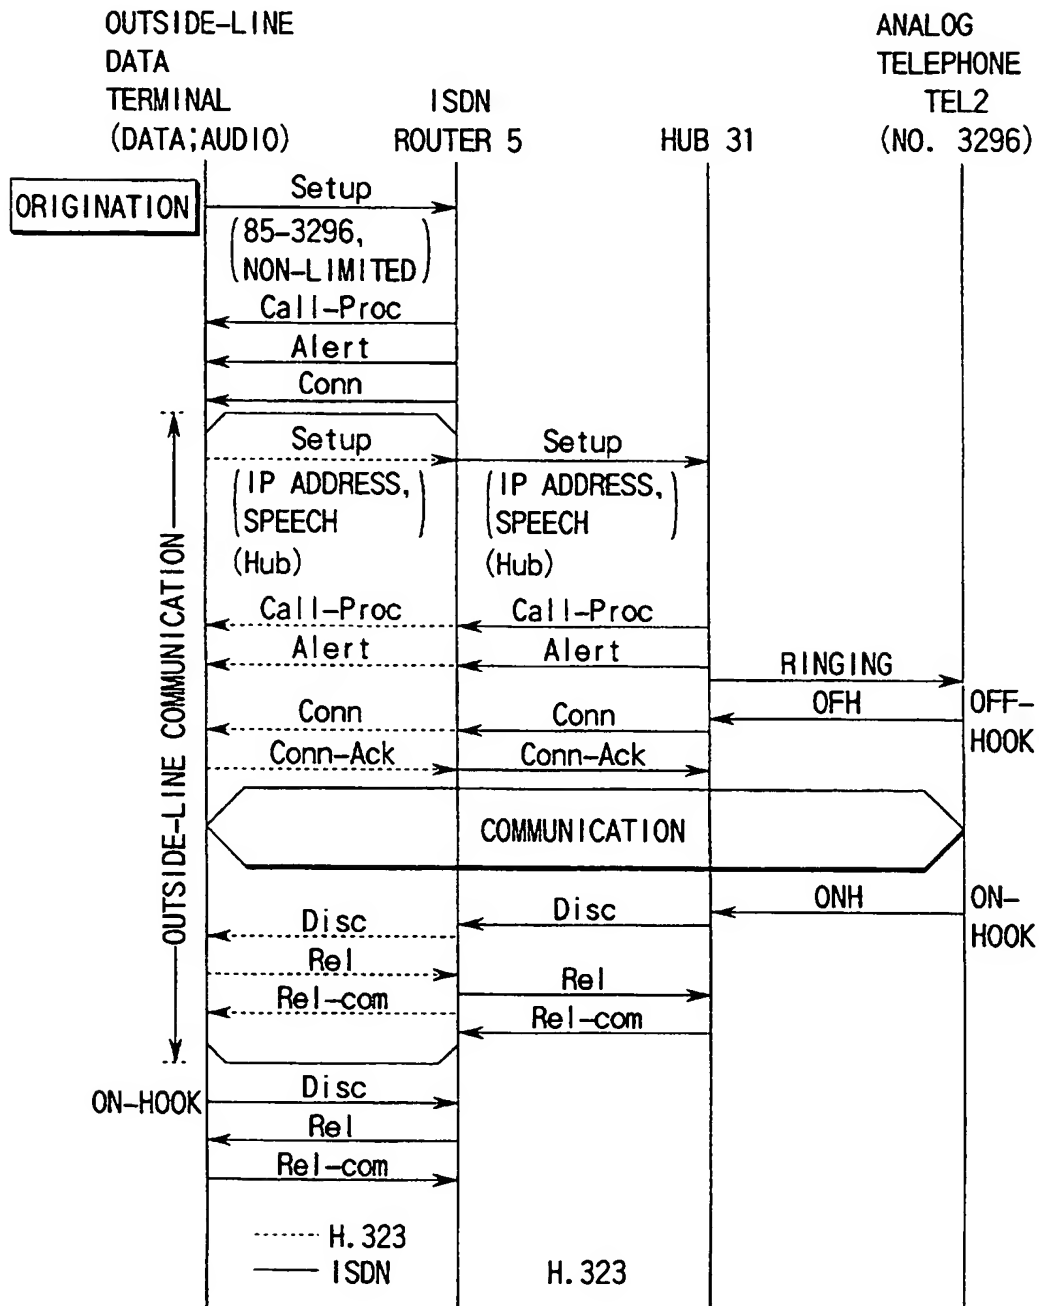 OUTSIDE-LINE
DATA
TERMINAL
(DATA;AUDIO)
ISDN
ROUTER 5
HUB 31
ANALOG
TELEPHONE
TEL2
(NO. 3296)
ORIGINATION
Setup
(85-3296,
NON-LIMITED)
Call-Proc
Alert
Conn
OUTSIDE-LINE COMMUNICATION
Setup Setup
(IP ADDRESS, (IP ADDRESS,
SPEECH) SPEECH)
(Hub) (Hub)
Call-Proc Call-Proc
Alert Alert
RINGING
Conn Conn OFH OFF-
HOOK
Conn-Ack Conn-Ack
COMMUNICATION
Disc Disc ONH ON-
HOOK
Rel Rel
Rel-com Rel-com
ON-HOOK Disc
Rel
Rel-com
H.323
ISDN H.323